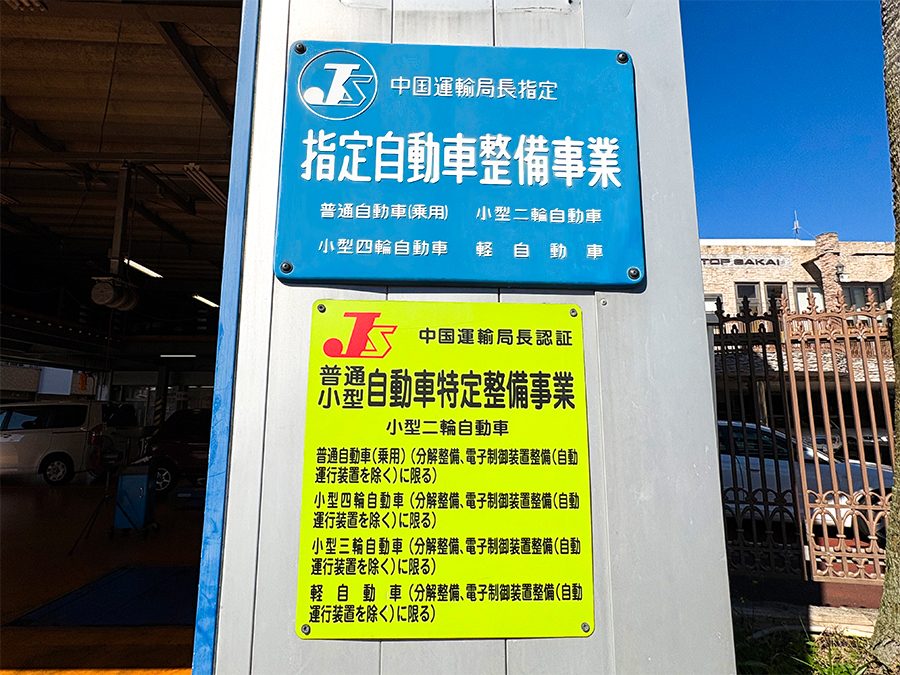 JS 中国運輸局長指定
指定自動車整備事業
普通自動車(乗用) 小型二輪自動車
小型四輪自動車 軽自動車
JS 中国運輸局長認証
普通
小型 自動車特定整備事業
小型二輪自動車
普通自動車(乗用)(分解整備、電子制御装置整備(自動
運行装置を除く)に限る)
小型四輪自動車(分解整備、電子制御装置整備(自動
運行装置を除く)に限る)
小型三輪自動車(分解整備、電子制御装置整備(自動
運行装置を除く)に限る)
軽自動車(分解整備、電子制御装置整備(自動
運行装置を除く)に限る)
TOP SAKAI